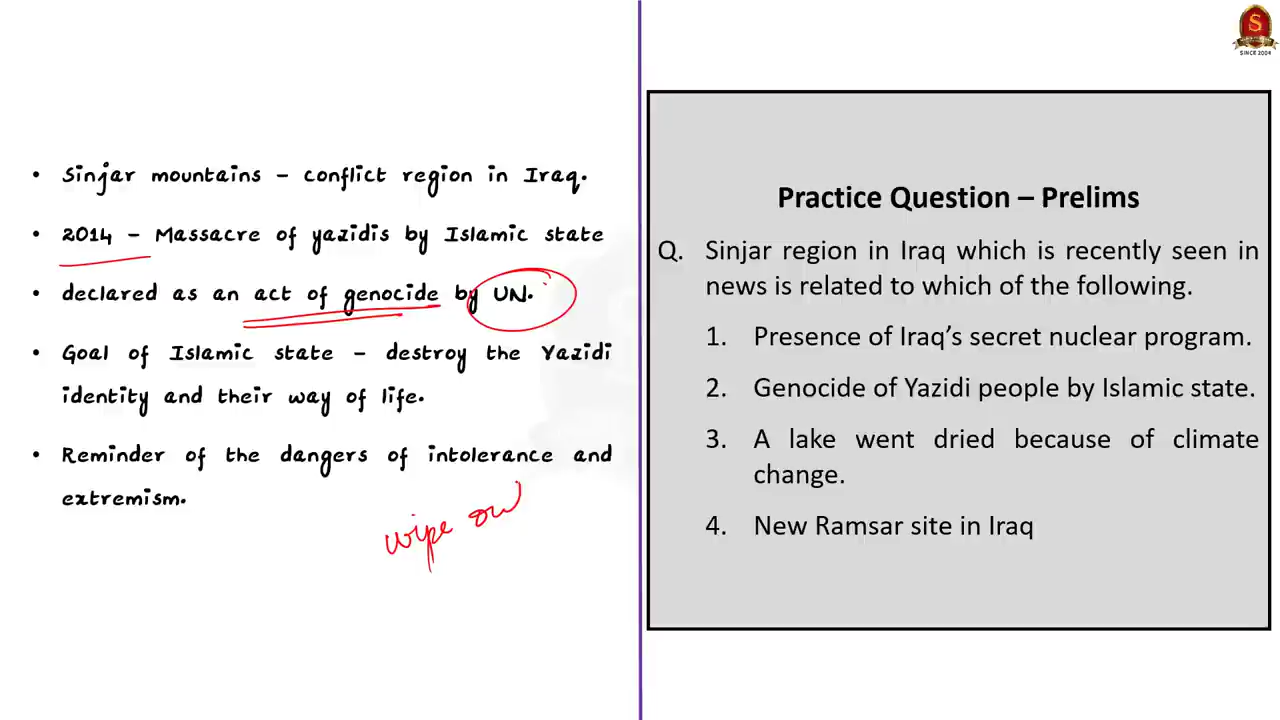 • Sinjar mountains – conflict region in Iraq.
• 2014 – Massacre of yazidis by Islamic state
• declared as an act of genocide by UN.
• Goal of Islamic state – destroy the Yazidi
identity and their way of life.
• Reminder of the dangers of intolerance and
extremism.
wipe ou
S
SINCE 2004
Practice Question – Prelims
Q. Sinjar region in Iraq which is recently seen in
news is related to which of the following.
1. Presence of Iraq’s secret nuclear program.
2. Genocide of Yazidi people by Islamic state.
3. A lake went dried because of climate
change.
4. New Ramsar site in Iraq